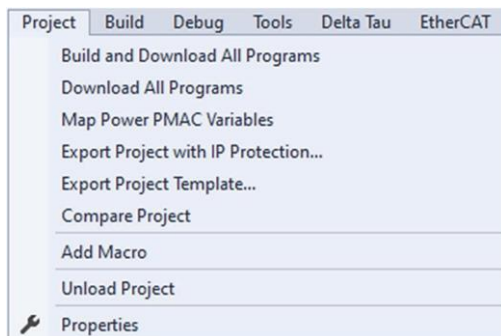 Project Build Debug Tools Delta Tau EtherCAT
Build and Download All Programs
Download All Programs
Map Power PMAC Variables
Export Project with IP Protection...
Export Project Template...
Compare Project
Add Macro
Unload Project
Properties